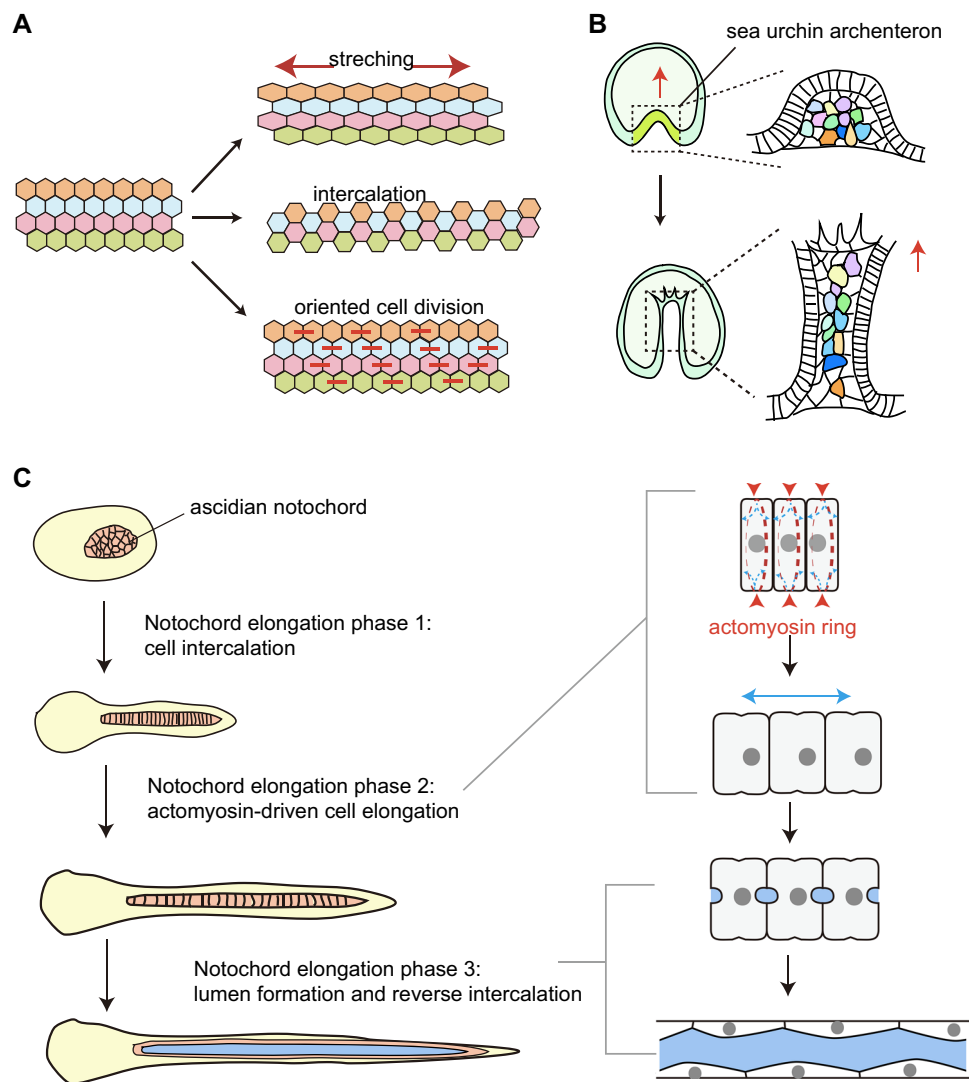 A
streching
intercalation
oriented cell division
B
sea urchin archenteron
C
ascidian notochord
Notochord elongation phase 1:
cell intercalation
Notochord elongation phase 2:
actomyosin-driven cell elongation
Notochord elongation phase 3:
lumen formation and reverse intercalation
actomyosin ring